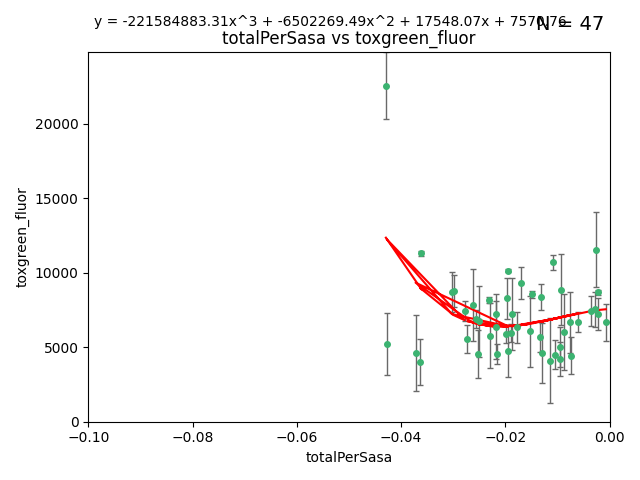 y = -221584883.31x^3 + -6502269.49x^2 + 17548.07x + 7570.76
N = 47
totalPerSasa vs toxgreen_fluor
20000
15000
10000
5000
0
toxgreen_fluor
−0.10 −0.08 −0.06 −0.04 −0.02 0.00
totalPerSasa